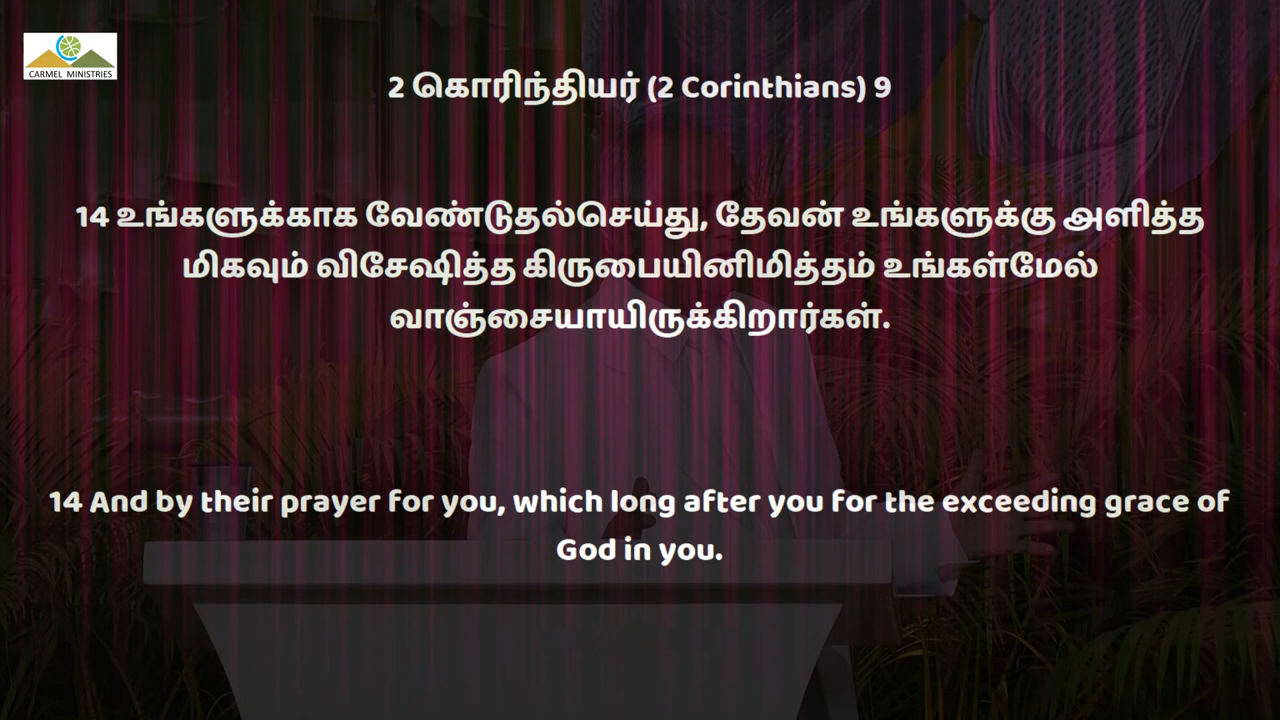 CARMEL MINISTRIES
2 கொரிந்தியர் (2 Corinthians) 9
14 உங்களுக்காக வேண்டுதல்செய்து, தேவன் உங்களுக்கு அளித்த
மிகவும் விசேஷித்த கிருபையினிமித்தம் உங்கள்மேல்
வாஞ்சையாயிருக்கிறார்கள்.
14 And by their prayer for you, which long after you for the exceeding grace of
God in you.